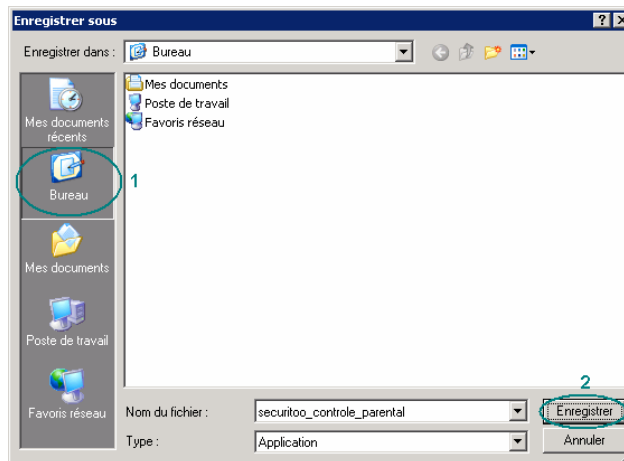 Enregistrer sous
Enregistrer dans :
Bureau
Mes documents
Poste de travail
Favoris réseau
Mes documents
récents
Bureau
1
Mes documents
Poste de travail
Favoris réseau
2
Nom du fichier :
securitoo_controle_parental
Enregistrer
Type :
Application
Annuler